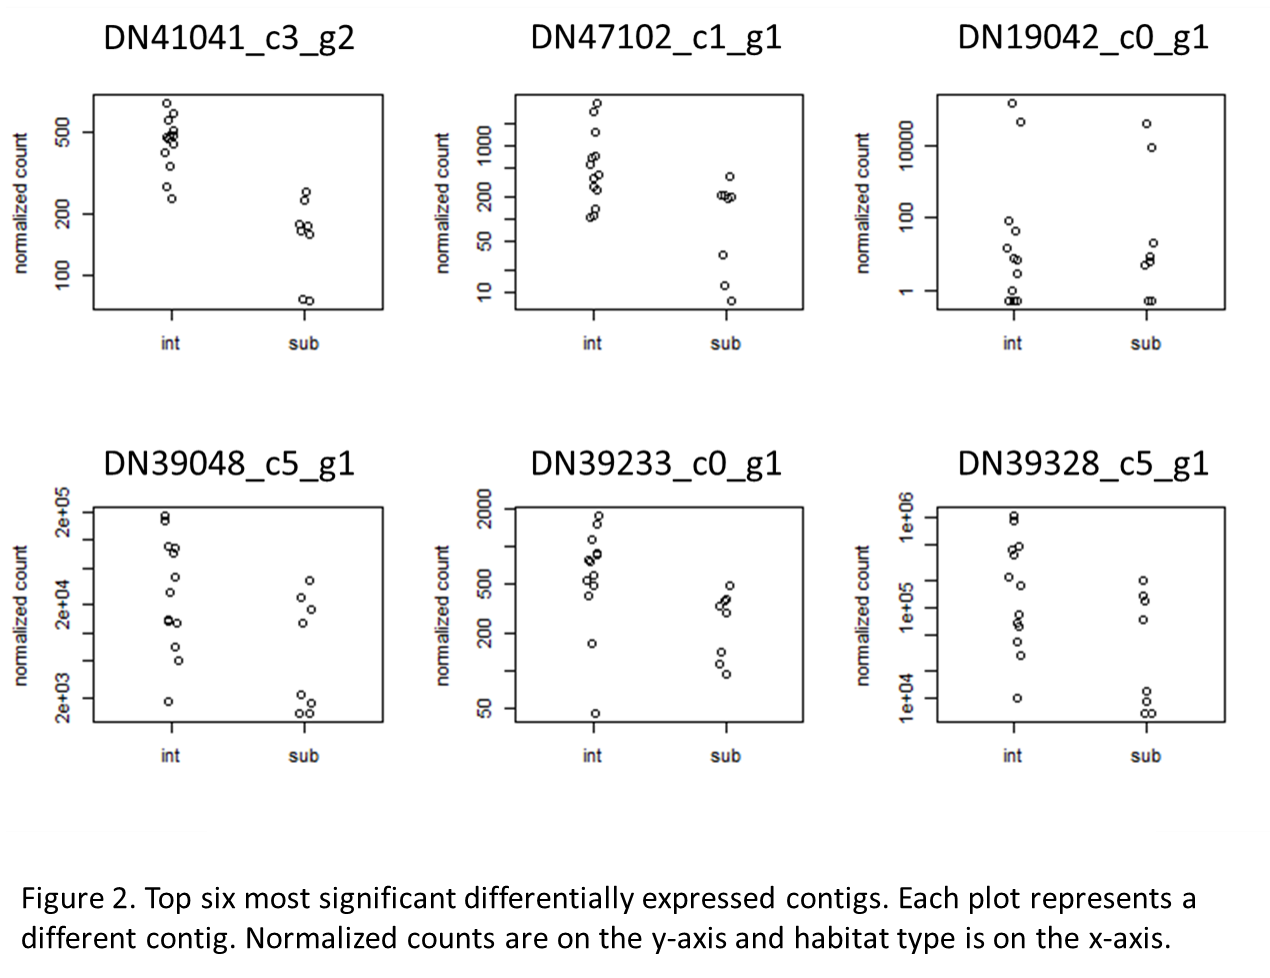 DN41041_c3_g2
DN47102_c1_g1
DN19042_c0_g1
normalized count
500
200
100
int
sub
normalized count
1000
200
50
10
int
sub
normalized count
10000
100
1
int
sub
DN39048_c5_g1
DN39233_c0_g1
DN39328_c5_g1
normalized count
2e+05
2e+04
2e+03
int
sub
normalized count
2000
500
200
50
int
sub
normalized count
1e+06
1e+05
1e+04
int
sub
Figure 2. Top six most significant differentially expressed contigs. Each plot represents a
different contig. Normalized counts are on the y-axis and habitat type is on the x-axis.